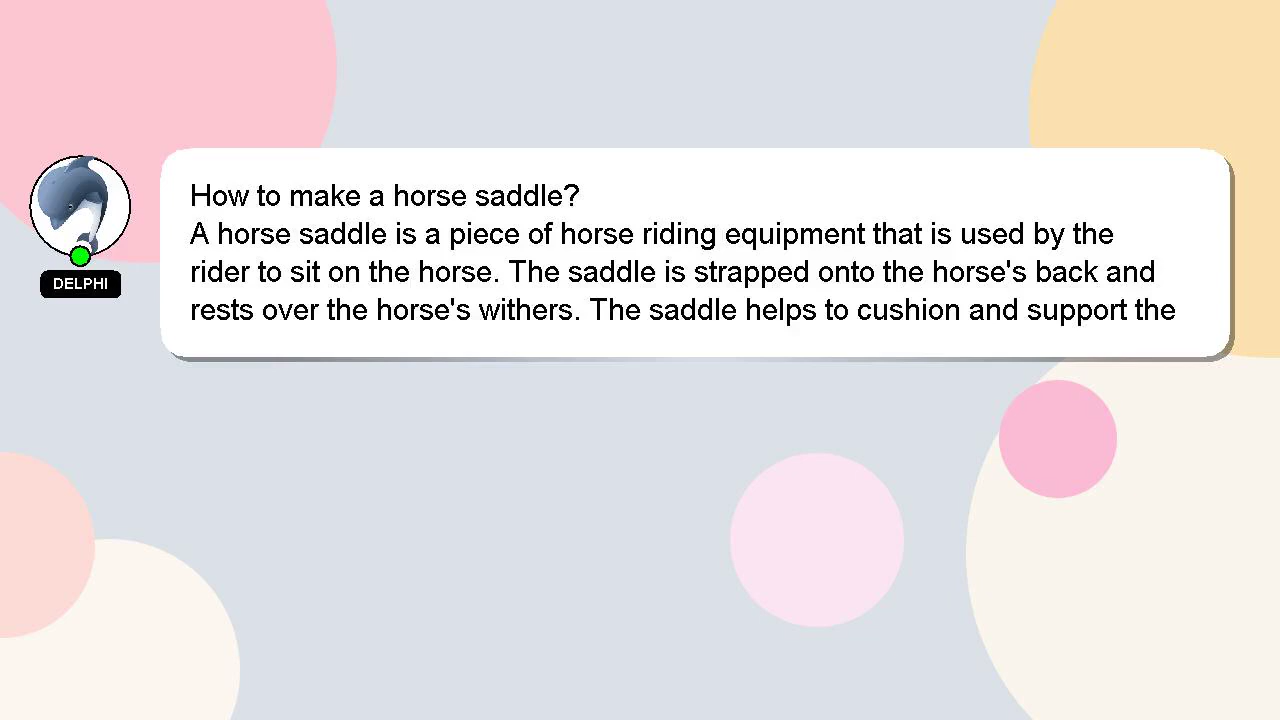 How to make a horse saddle?
A horse saddle is a piece of horse riding equipment that is used by the
rider to sit on the horse. The saddle is strapped onto the horse's back and
rests over the horse's withers. The saddle helps to cushion and support the
DELPHI